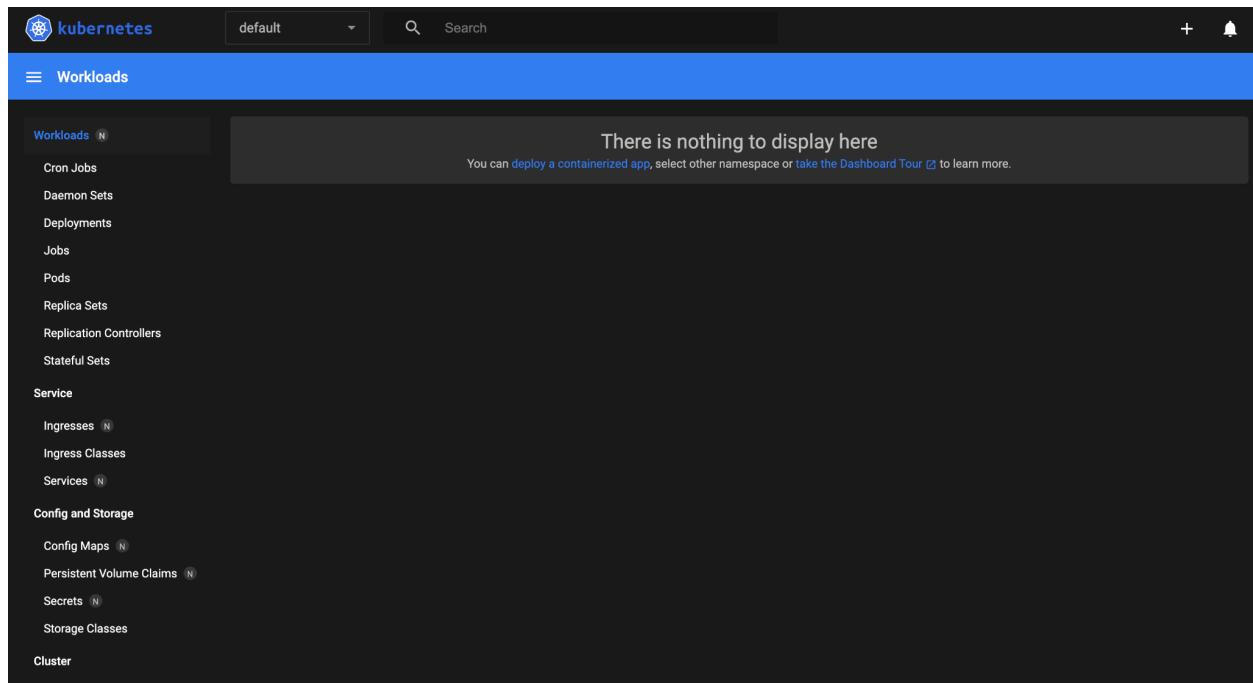 kubernetes
default
Search
Workloads
Workloads N
Cron Jobs
Daemon Sets
Deployments
Jobs
Pods
Replica Sets
Replication Controllers
Stateful Sets
Service
Ingresses N
Ingress Classes
Services N
Config and Storage
Config Maps N
Persistent Volume Claims N
Secrets N
Storage Classes
Cluster
There is nothing to display here
You can deploy a containerized app, select other namespace or take the Dashboard Tour to learn more.